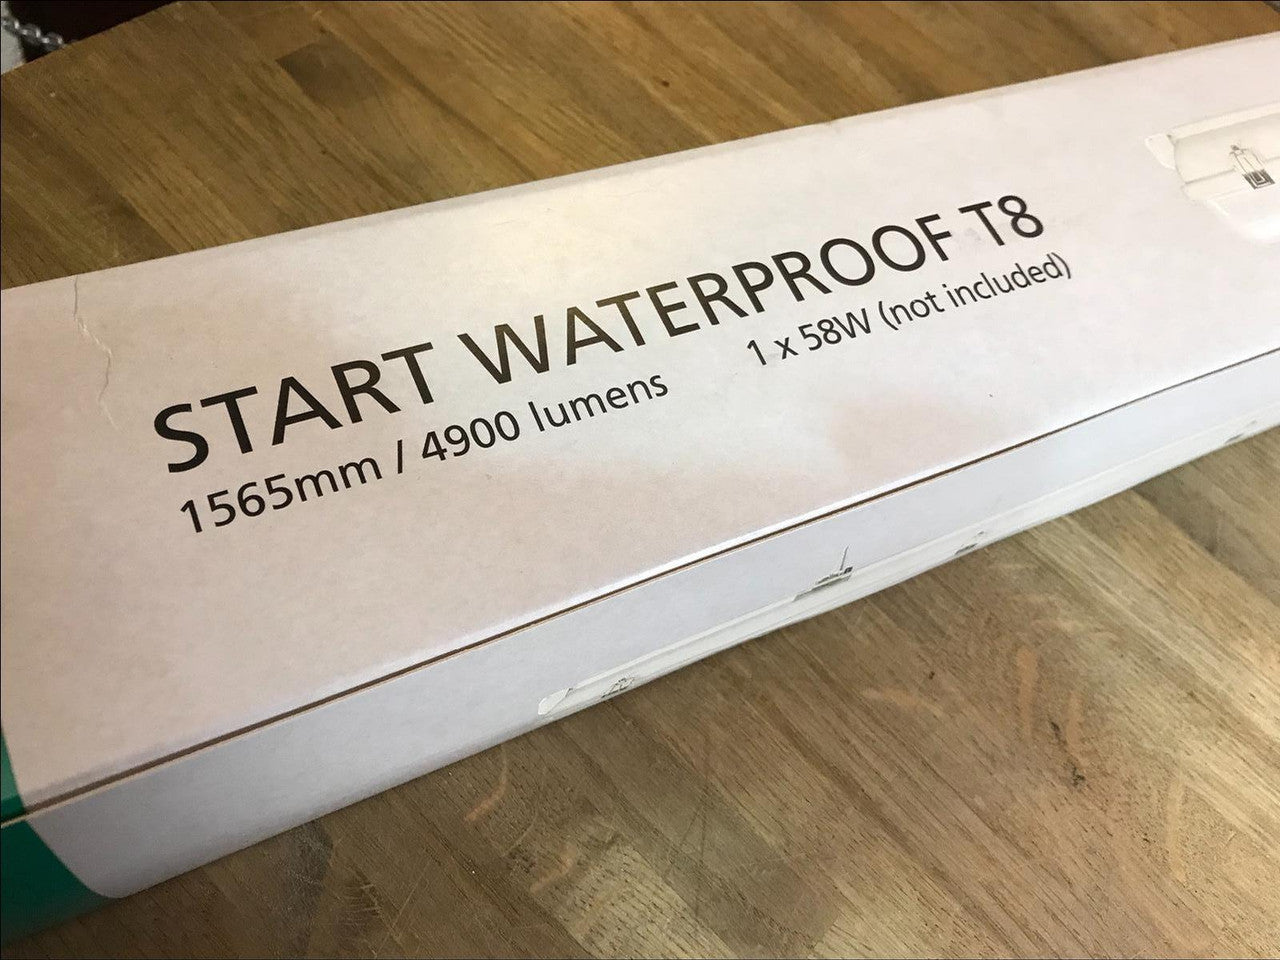 START WATERPROOF T8
1565mm / 4900 lumens 1 x 58W (not included)